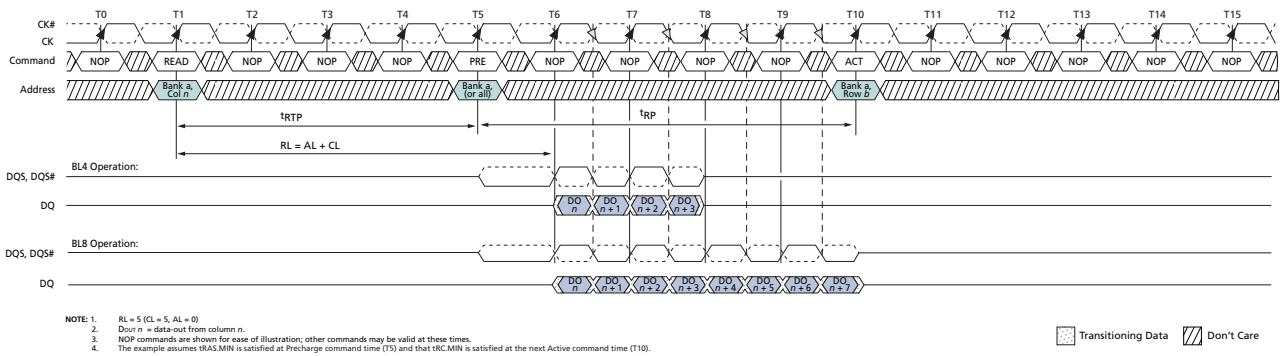 T0 T1 T2 T3 T4 T5 T6 T7 T8 T9 T10 T11 T12 T13 T14 T15
CK#
CK
Command NOP READ NOP NOP NOP PRE NOP NOP NOP NOP ACT NOP NOP NOP NOP NOP
Address Bank a, Col n Bank a, (or all) Bank a, Row b
tRTP tRP
RL = AL + CL
BL4 Operation:
DQS, DQS#
DQ DO n DO n + 1 DO n + 2 DO n + 3
BL8 Operation:
DQS, DQS#
DQ DO n DO n + 1 DO n + 2 DO n + 3 DO n + 4 DO n + 5 DO n + 6 DO n + 7
NOTE: 1. RL = 5 (CL = 5, AL = 0)
2. DOUT n = data-out from column n.
3. NOP commands are shown for ease of illustration; other commands may be valid at these times.
4. The example assumes tRAS.MIN is satisfied at Precharge command time (T5) and that tRC.MIN is satisfied at the next Active command time (T10).
Transitioning Data Don't Care